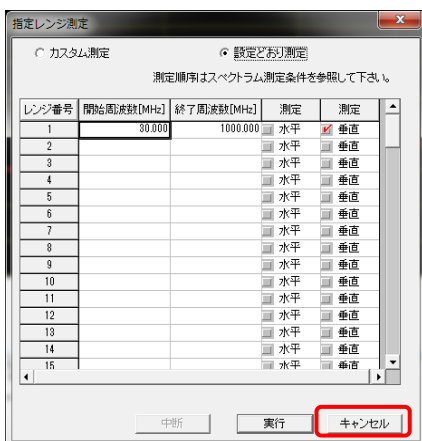 指定レンジ測定
カスタム測定 設定どおり測定
測定順序はスペクトラム測定条件を参照して下さい。
レンジ番号 開始周波数[MHz] 終了周波数[MHz] 測定 測定
1 30.000 1000.000 水平 垂直
2 水平 垂直
3 水平 垂直
4 水平 垂直
5 水平 垂直
6 水平 垂直
7 水平 垂直
8 水平 垂直
9 水平 垂直
10 水平 垂直
11 水平 垂直
12 水平 垂直
13 水平 垂直
14 水平 垂直
15 水平 垂直
中断 実行 キャンセル